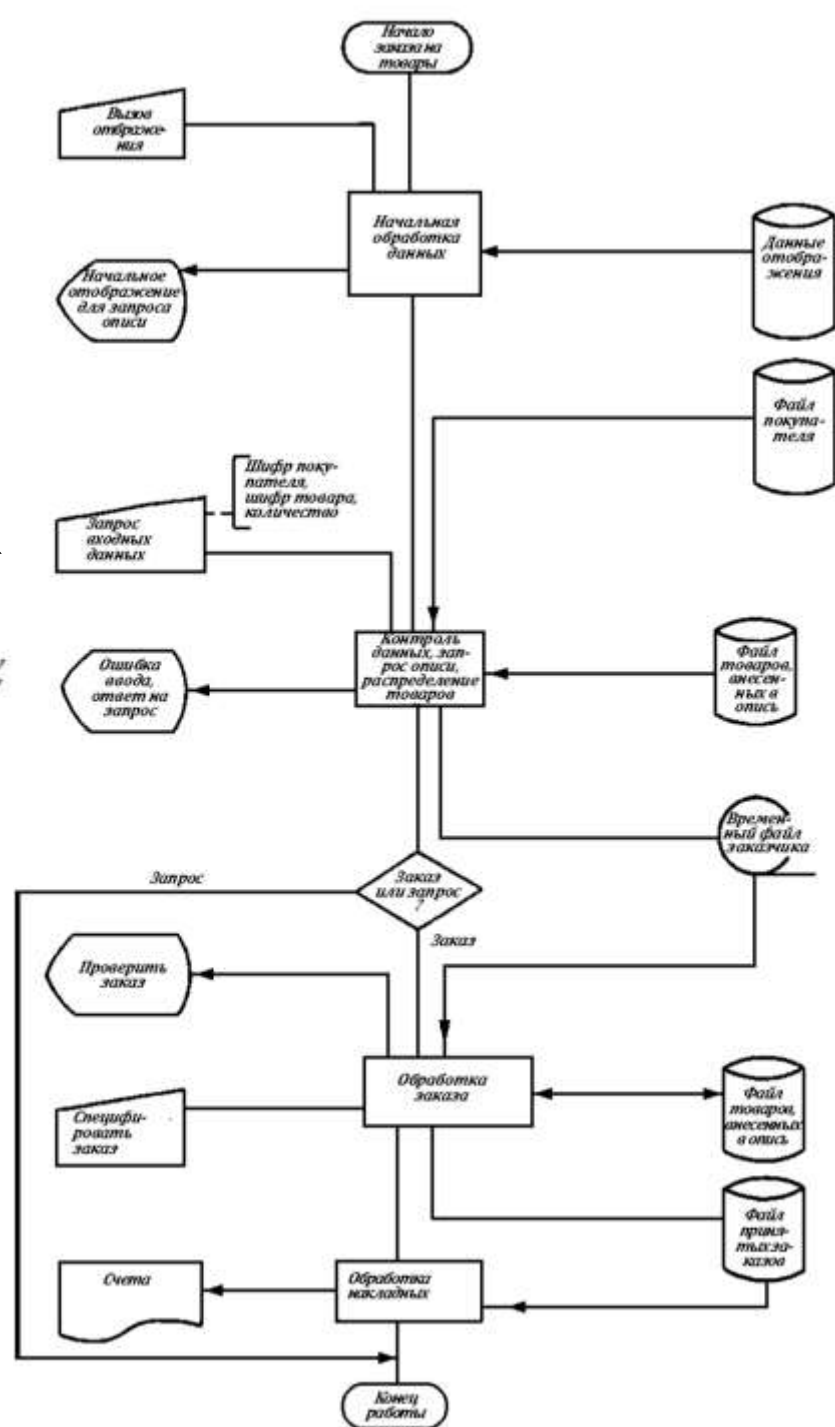 Начало
заказа на
товары
Вызов
отбраже-
ния
Начальная
обработка
данных
Данные
отобра-
жения
Начальное
отображение
для запроса
описи
Файл
покупа-
теля
Шифр поку-
пателя,
шифр товара,
количество
Запрос
входных
данных
Контроль
данных, зап-
рос описи,
распределение
товаров
Ошибка
ввода,
ответ на
запрос
Файл
товаров,
внесен-
ных в
опись
Времен-
ный файл
заказчика
Запрос
Заказ
или запрос
?
Заказ
Проверить
заказ
Обработка
заказа
Файл
товаров,
внесенных
в опись
Специфи-
ровать
заказ
Файл
приня-
тых за-
казов
Счета
Обработка
накладных
Конец
работы